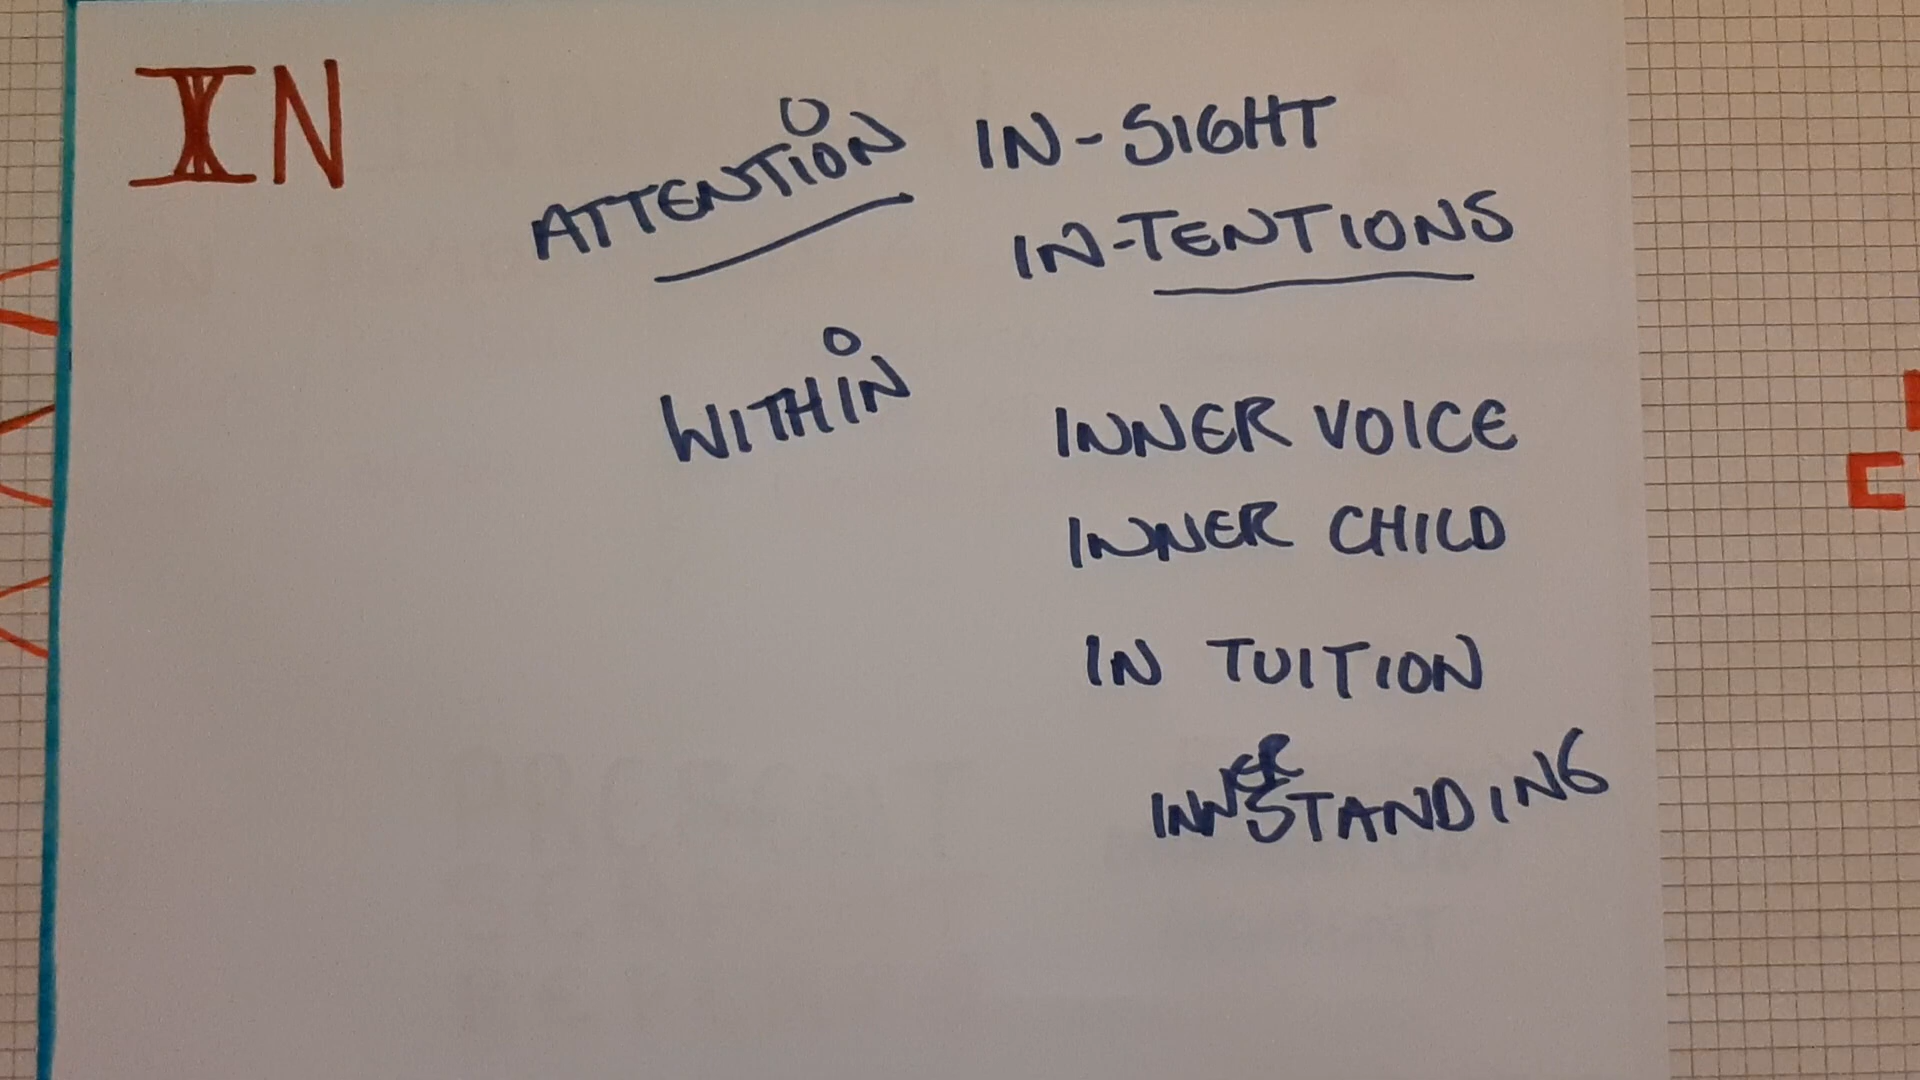 IN
ATTENTION
IN-SIGHT
IN-TENTIONS
WITHIN
INNER VOICE
INNER CHILD
IN TUITION
INNERSTANDING